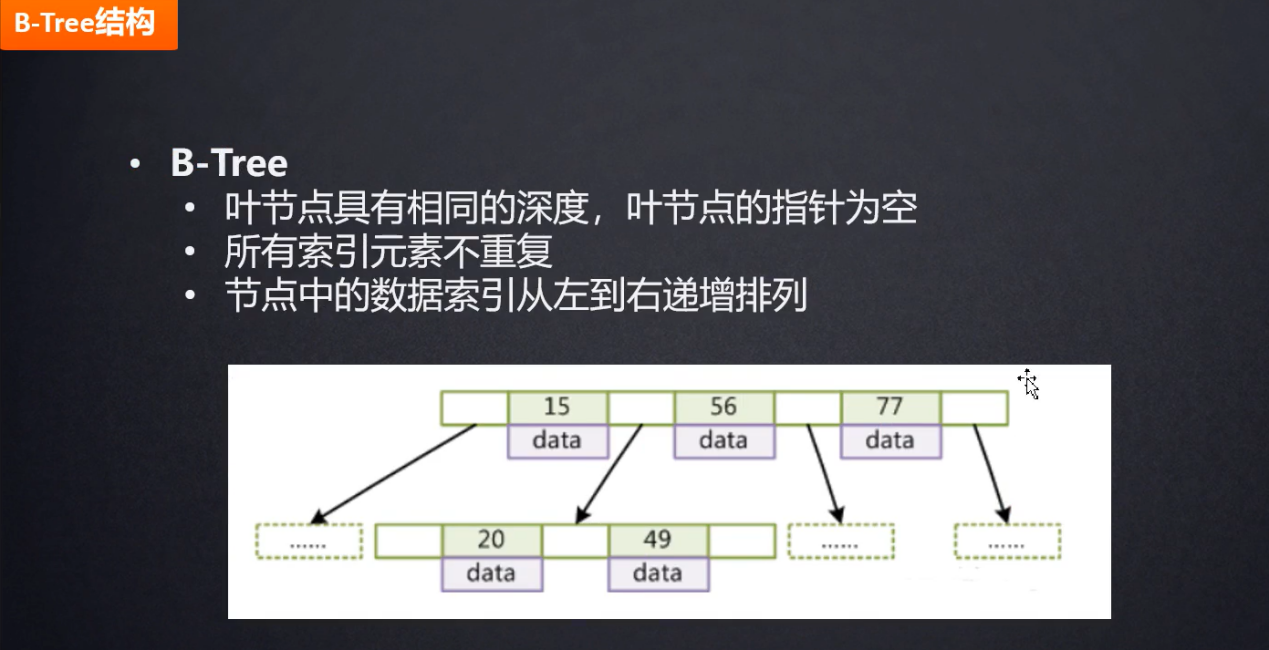 B-Tree结构
• B-Tree
• 叶节点具有相同的深度，叶节点的指针为空
• 所有索引元素不重复
• 节点中的数据索引从左到右递增排列
15 56 77
data data data
...... 20 49 ...... ......
data data